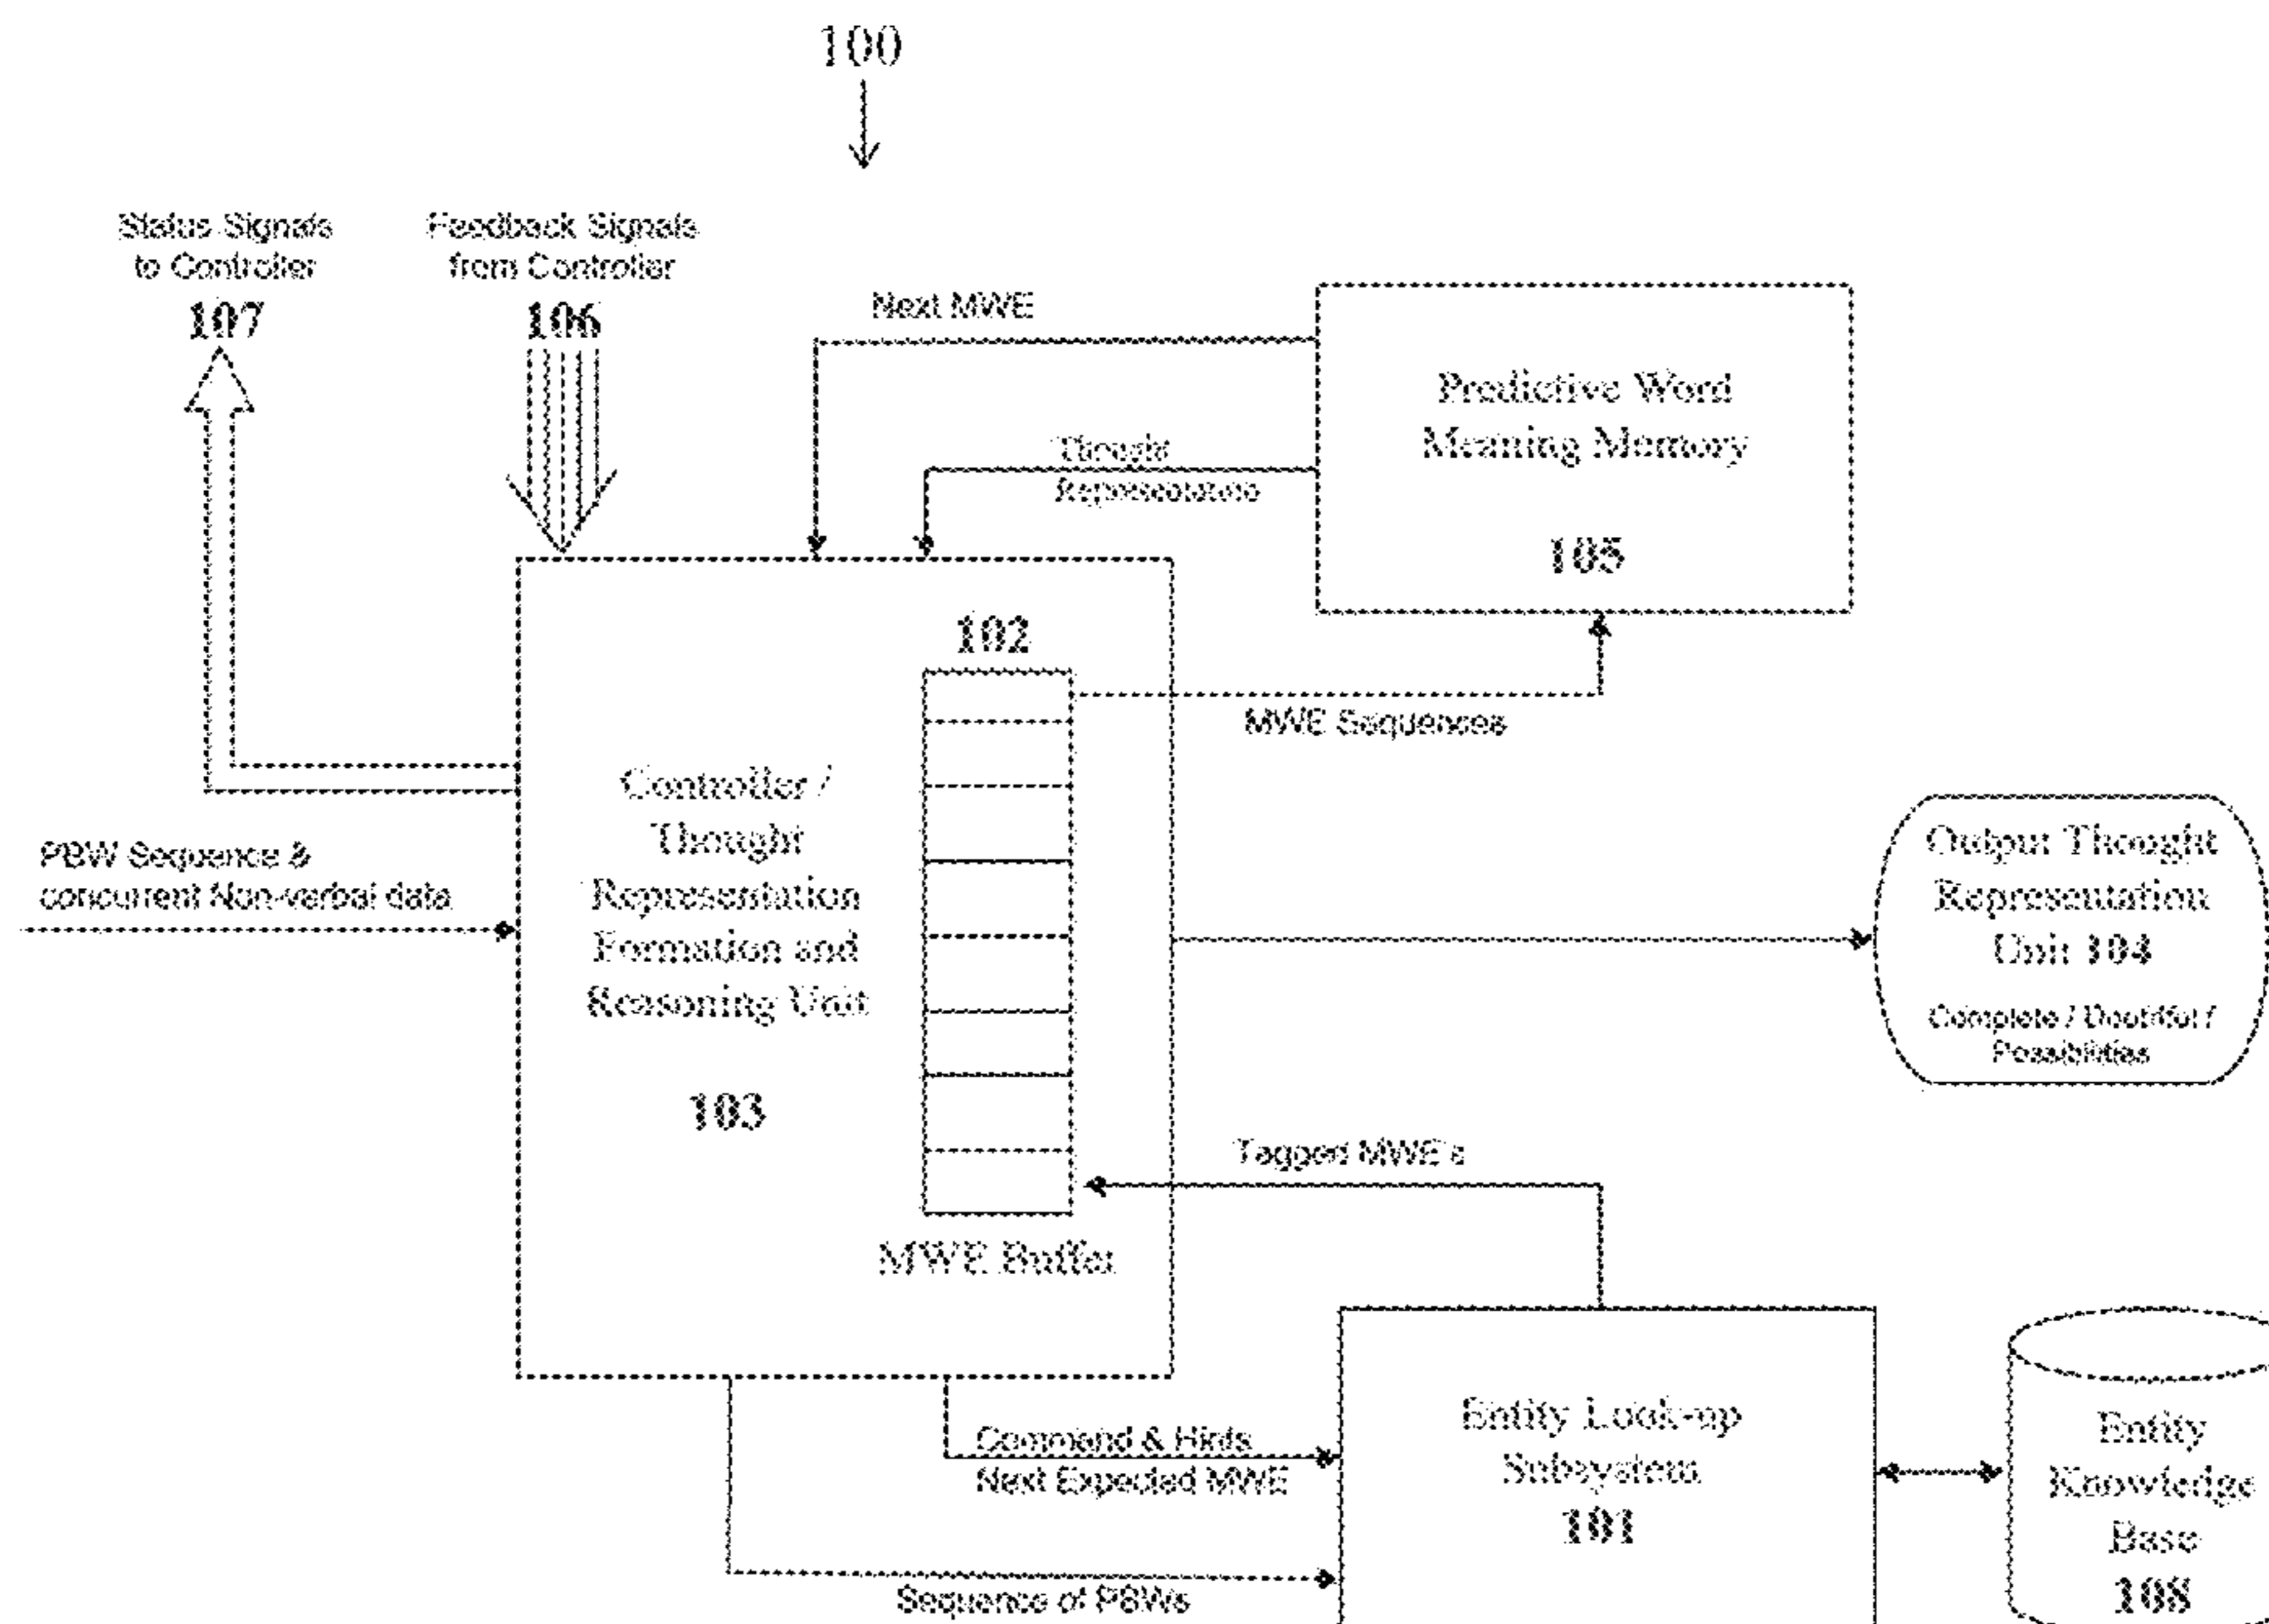 100
Status Signals
to Controller
107
Feedback Signals
from Controller
106
Next MWE
Thought
Representation
Predictive Word
Meaning Memory
105
102
MWE Sequences
Controller /
Thought
Representation
Formation and
Reasoning Unit
103
PBW Sequence &
concurrent Non-verbal data
Output Thought
Representation
Unit 104
Complete / Doubtful /
Possibilities
Tagged MWE's
MWE Buffer
Command & Hints
Next Expected MWE
Entity Look-up
Subsystem
101
Entity
Knowledge
Base
108
Sequence of PBWs